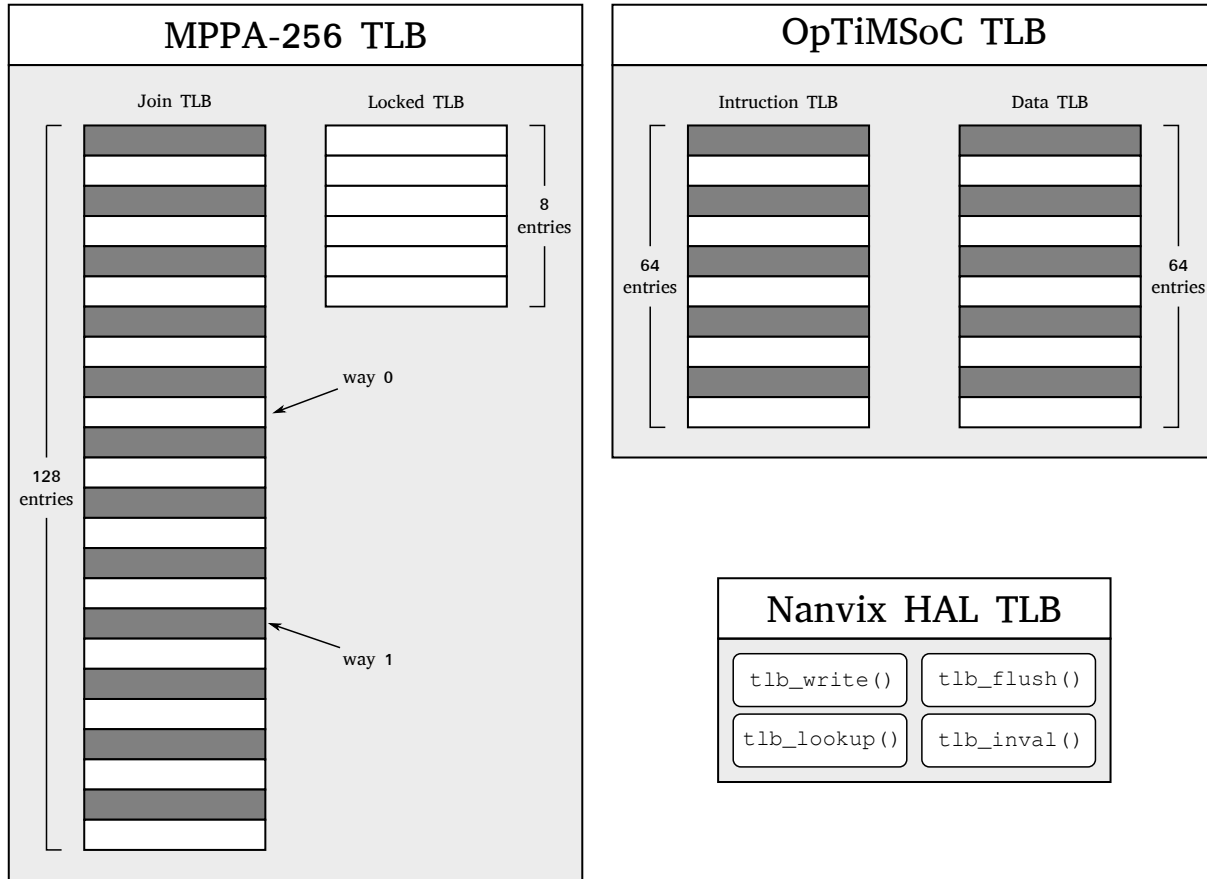 MPPA-256 TLB
Join TLB
Locked TLB
128
entries
8
entries
way 0
way 1
OpTiMSoC TLB
Intruction TLB
Data TLB
64
entries
64
entries
Nanvix HAL TLB
tlb_write()
tlb_flush()
tlb_lookup()
tlb_inval()